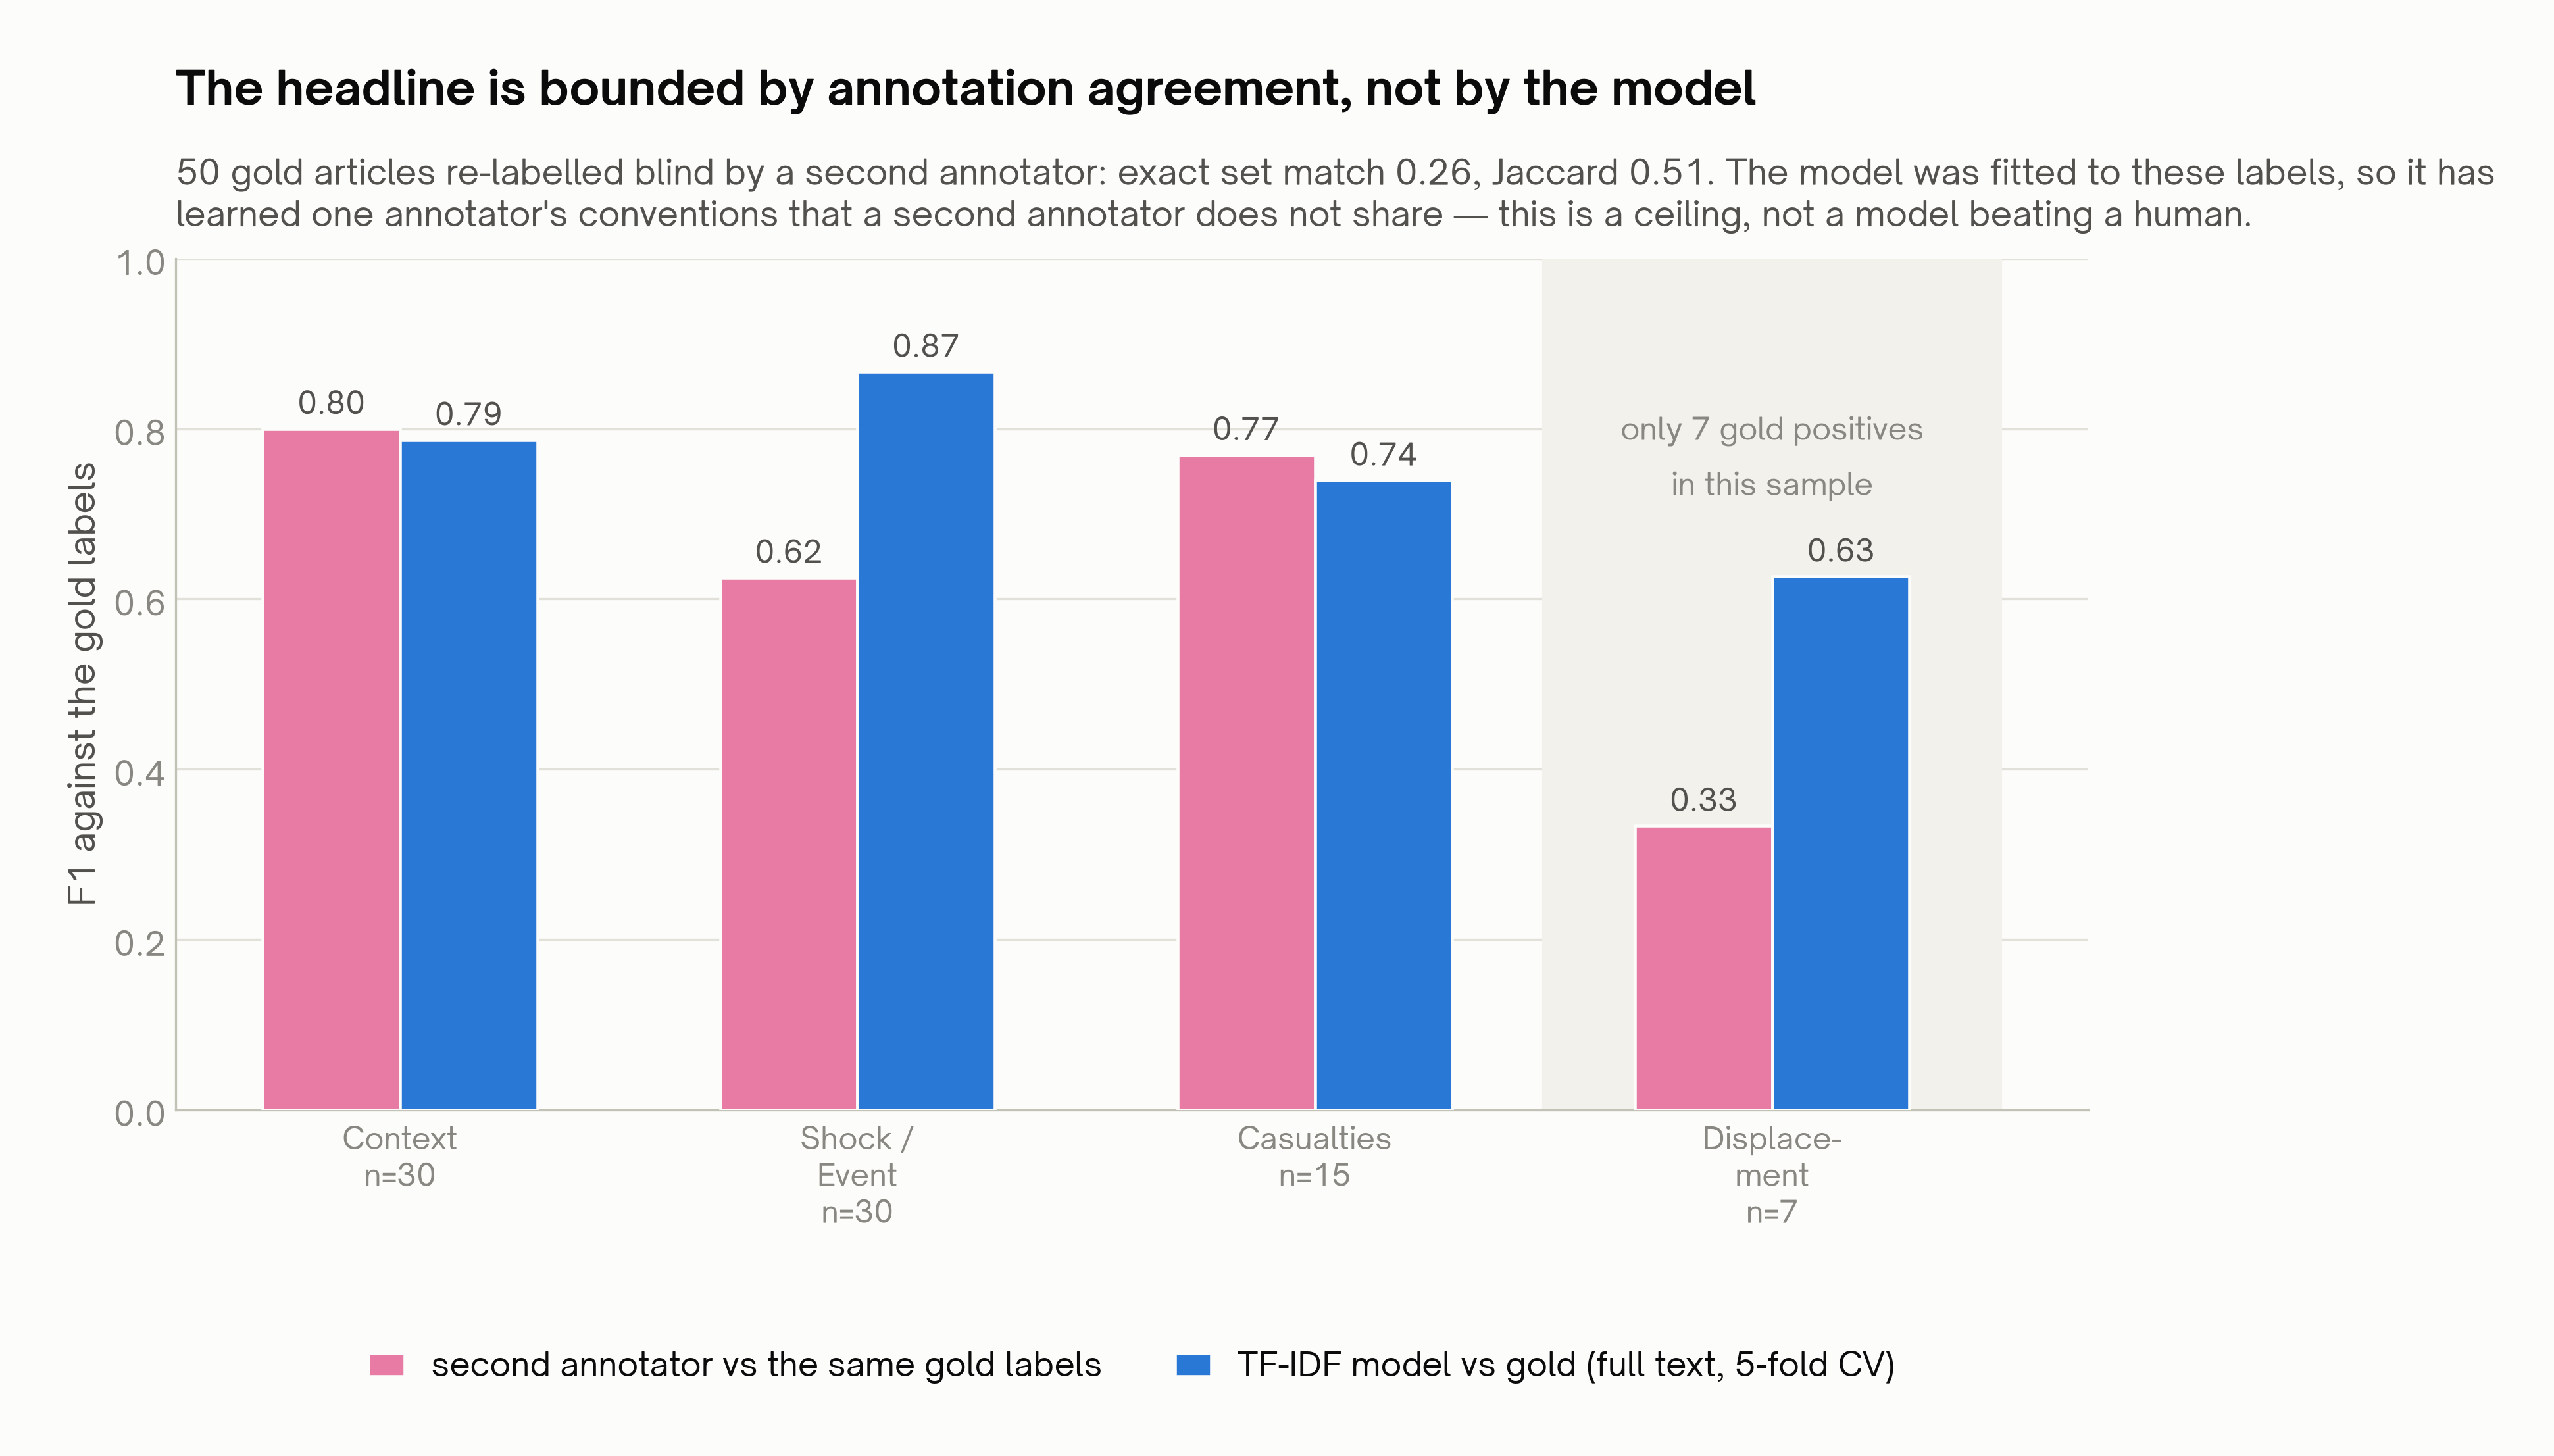 The headline is bounded by annotation agreement, not by the model
50 gold articles re-labelled blind by a second annotator: exact set match 0.26, Jaccard 0.51. The model was fitted to these labels, so it has
learned one annotator's conventions that a second annotator does not share — this is a ceiling, not a model beating a human.
F1 against the gold labels
1.0
0.8
0.6
0.4
0.2
0.0
0.80
0.79
0.62
0.87
0.77
0.74
only 7 gold positives
in this sample
0.33
0.63
Context
n=30
Shock /
Event
n=30
Casualties
n=15
Displace-
ment
n=7
second annotator vs the same gold labels
TF-IDF model vs gold (full text, 5-fold CV)